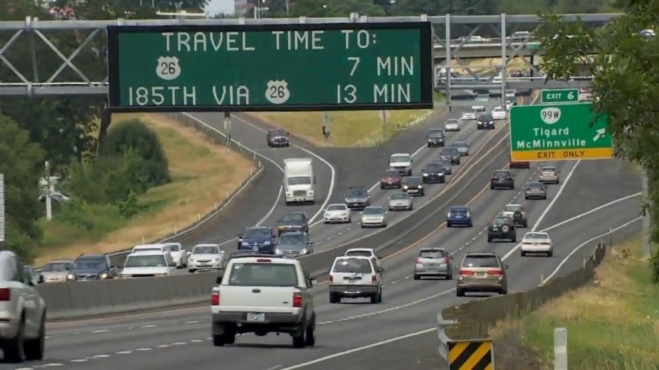 TRAVEL TIME TO:
26 7 MIN
185TH VIA 26 13 MIN
EXIT 6
99W
Tigard
McMinnville
EXIT ONLY